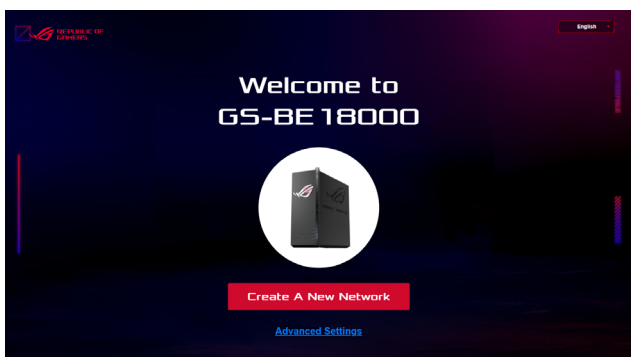 REPUBLIC OF
GAMERS
English
Welcome to
GS-BE18000
Create A New Network
Advanced Settings